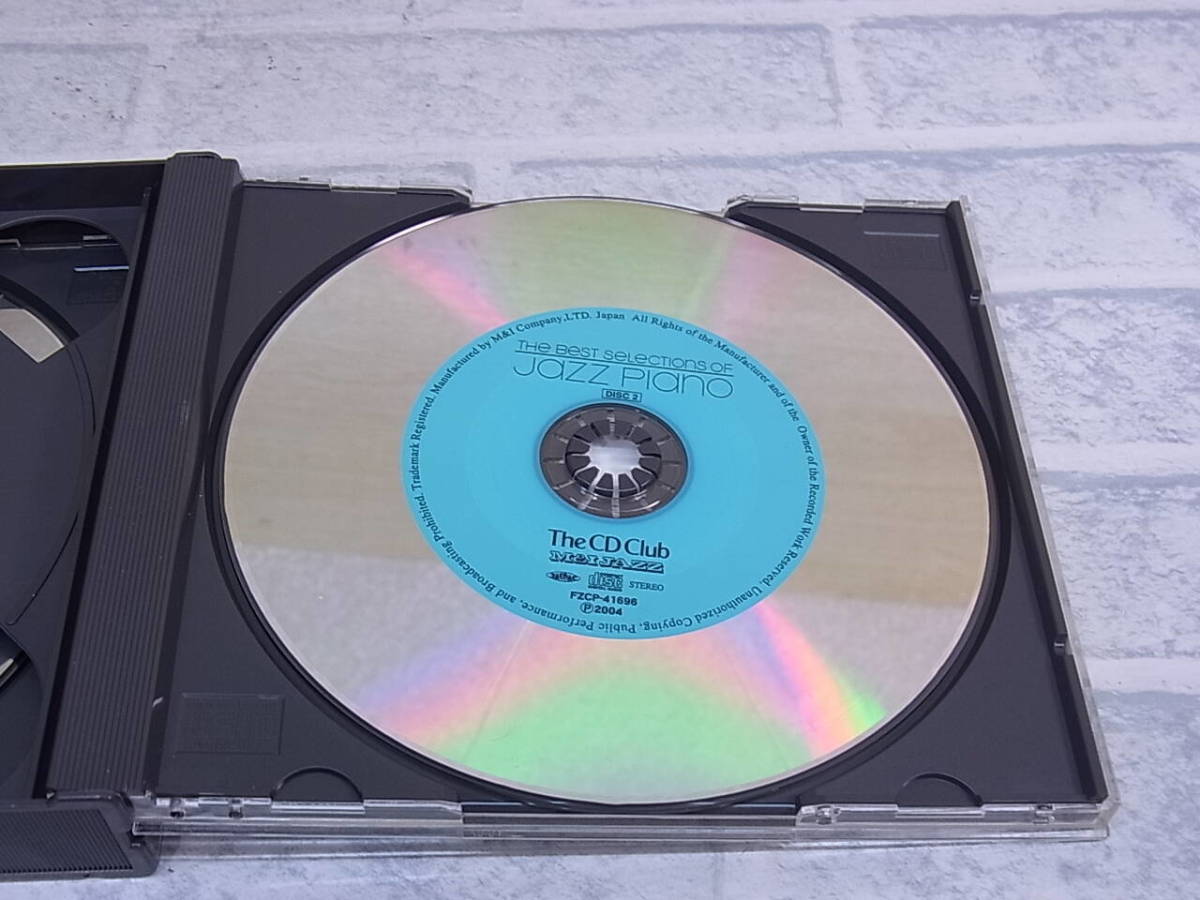 THE BEST SELECTIONS OF
Jazz Piano
DISC 2
The CD Club
M&I JAZZ
disc
STEREO
FZCP-41696
Ⓟ2004
Manufactured by M&I Company,LTD. Japan All Rights of the Manufacturer and of the Owner of the Recorded Work Reserved. Unauthorized Copying, Public Performance, and Broadcasting Prohibited. Trademark Registered.